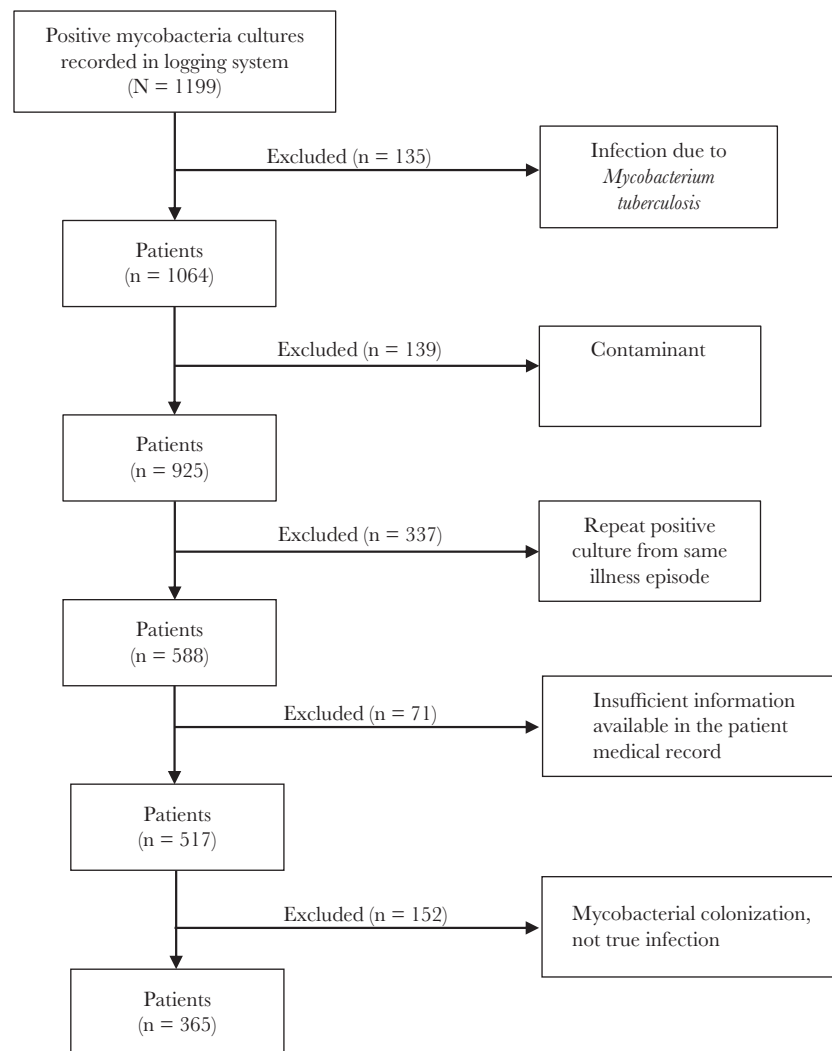 Positive mycobacteria cultures
recorded in logging system
(N = 1199)
Excluded (n = 135)
Infection due to
Mycobacterium
tuberculosis
Patients
(n = 1064)
Excluded (n = 139)
Contaminant
Patients
(n = 925)
Excluded (n = 337)
Repeat positive
culture from same
illness episode
Patients
(n = 588)
Excluded (n = 71)
Insufficient information
available in the patient
medical record
Patients
(n = 517)
Excluded (n = 152)
Mycobacterial colonization,
not true infection
Patients
(n = 365)